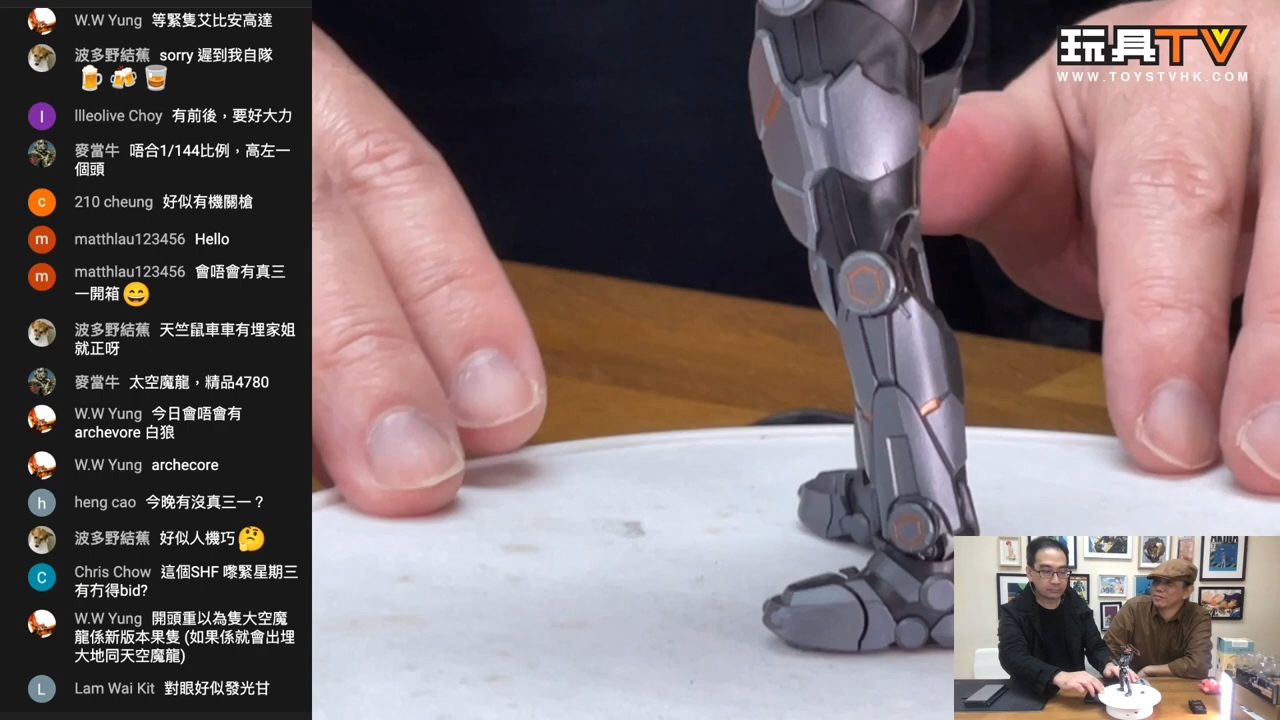 W.W Yung 等緊隻艾比安高達
波多野結蕉 sorry 遲到我自隊
🍺🍻🥃
Illeolive Choy 有前後，要好大力
麥當牛 唔合1/144比例，高左一
個頭
210 cheung 好似有機關槍
matthlau123456 Hello
matthlau123456 會唔會有真三
一開箱😄
波多野結蕉 天竺鼠車車有埋家姐
就正呀
麥當牛 太空魔龍，精品4780
W.W Yung 今日會唔會有
archevore 白狼
W.W Yung archecore
heng cao 今晚有沒真三一？
波多野結蕉 好似人機巧🤔
Chris Chow 這個SHF 嚟緊星期三
有冇得bid?
W.W Yung 開頭重以為隻大空魔
龍係新版本果隻 (如果係就會出埋
大地同天空魔龍)
Lam Wai Kit 對眼好似發光甘
玩具TV
WWW.TOYSTVHK.COM